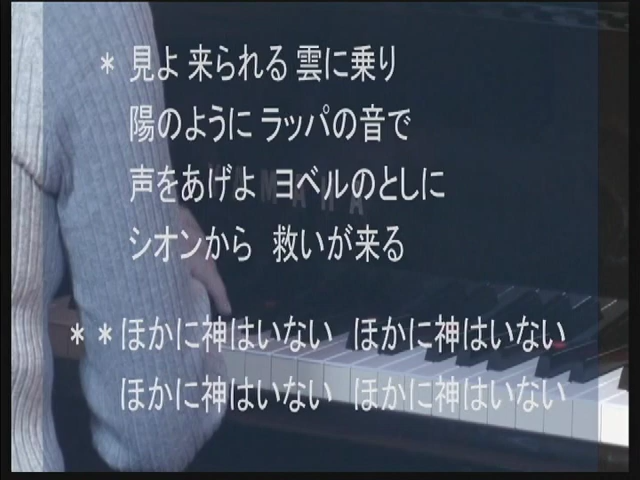 * 見よ 来られる 雲に乗り
陽のように ラッパの音で
声をあげよ ヨベルのとしに
シオンから 救いが来る
YAMAHA
* * ほかに神はいない ほかに神はいない
ほかに神はいない ほかに神はいない